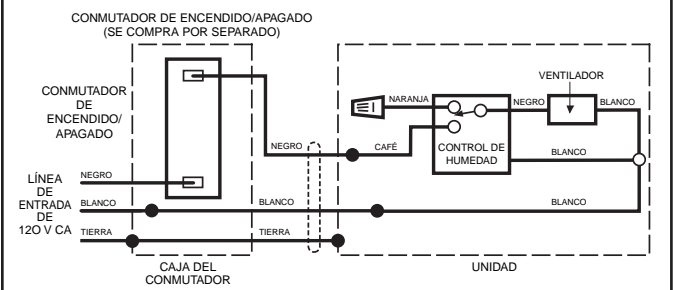 CONMUTADOR DE ENCENDIDO/APAGADO
(SE COMPRA POR SEPARADO)
CONMUTADOR
DE
ENCENDIDO/
APAGADO
NARANJA
VENTILADOR
NEGRO
BLANCO
NEGRO
CAFÉ
CONTROL DE
HUMEDAD
BLANCO
LÍNEA
DE
ENTRADA
DE
12O V CA
NEGRO
BLANCO
BLANCO
BLANCO
TIERRA
TIERRA
CAJA DEL
CONMUTADOR
UNIDAD